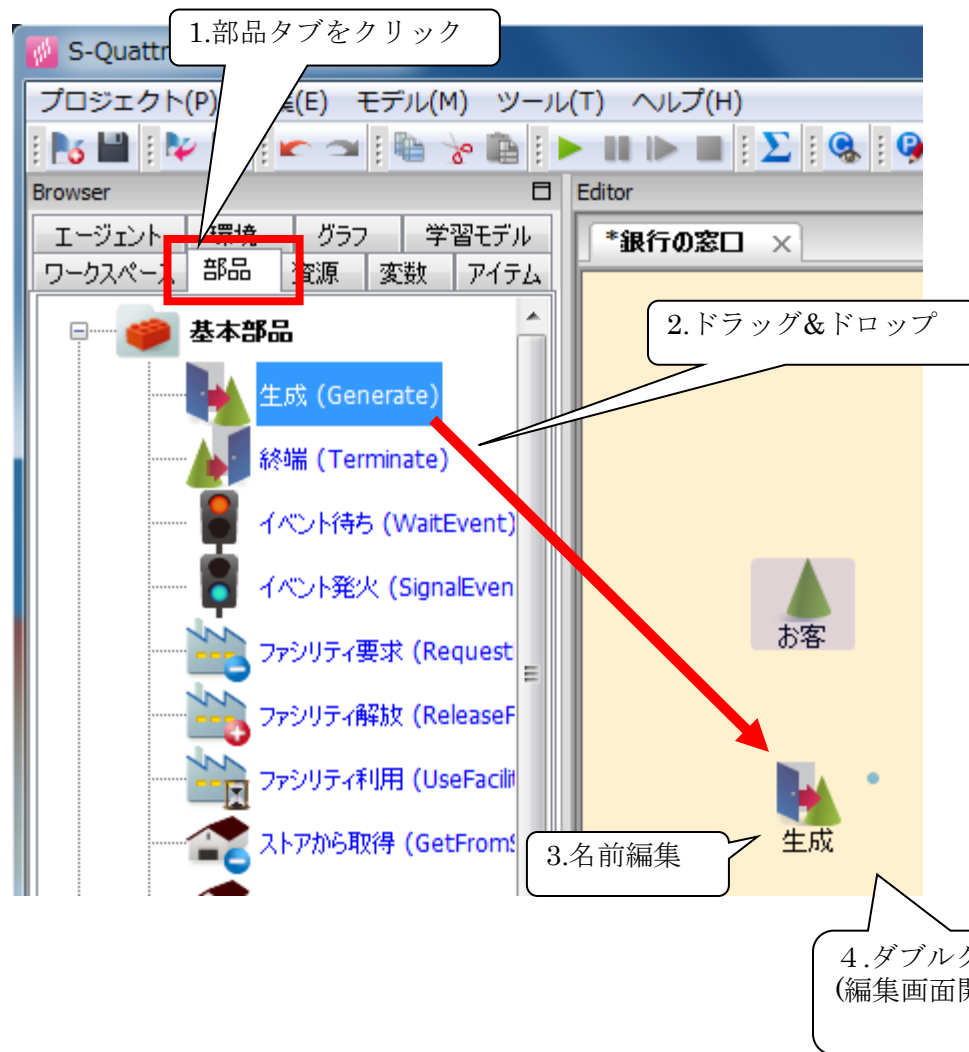 1.部品タブをクリック
S-Quattr
プロジェクト(P) (E) モデル(M) ツール(T) ヘルプ(H)
Browser
Editor
エージェント 環境 グラフ 学習モデル
*銀行の窓口
ワークスペース 部品 資源 変数 アイテム
基本部品
2.ドラッグ&ドロップ
生成 (Generate)
終端 (Terminate)
イベント待ち (WaitEvent)
イベント発火 (SignalEven
お客
ファシリティ要求 (Request
ファシリティ解放 (ReleaseF
ファシリティ利用 (UseFacilit
ストアから取得 (GetFromS
3.名前編集
生成
４.ダブルク
(編集画面開